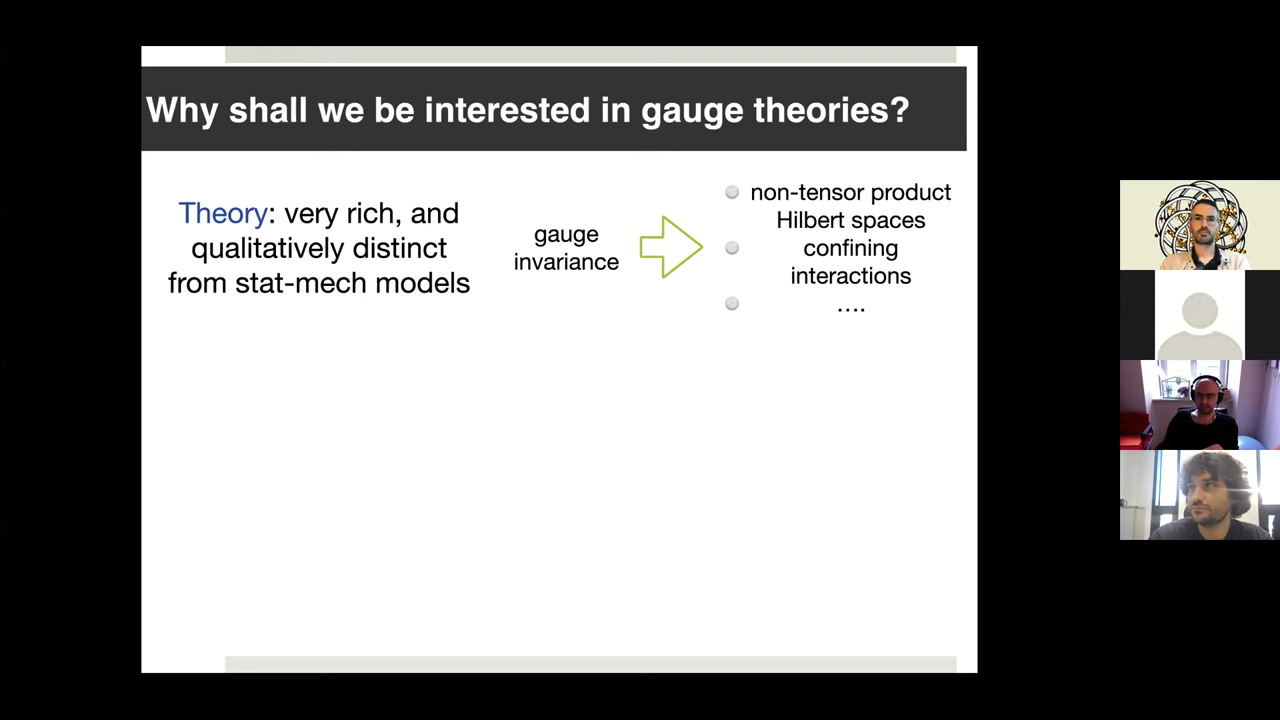 Why shall we be interested in gauge theories?
Theory: very rich, and
qualitatively distinct
from stat-mech models
gauge
invariance
non-tensor product
Hilbert spaces
confining
interactions
....